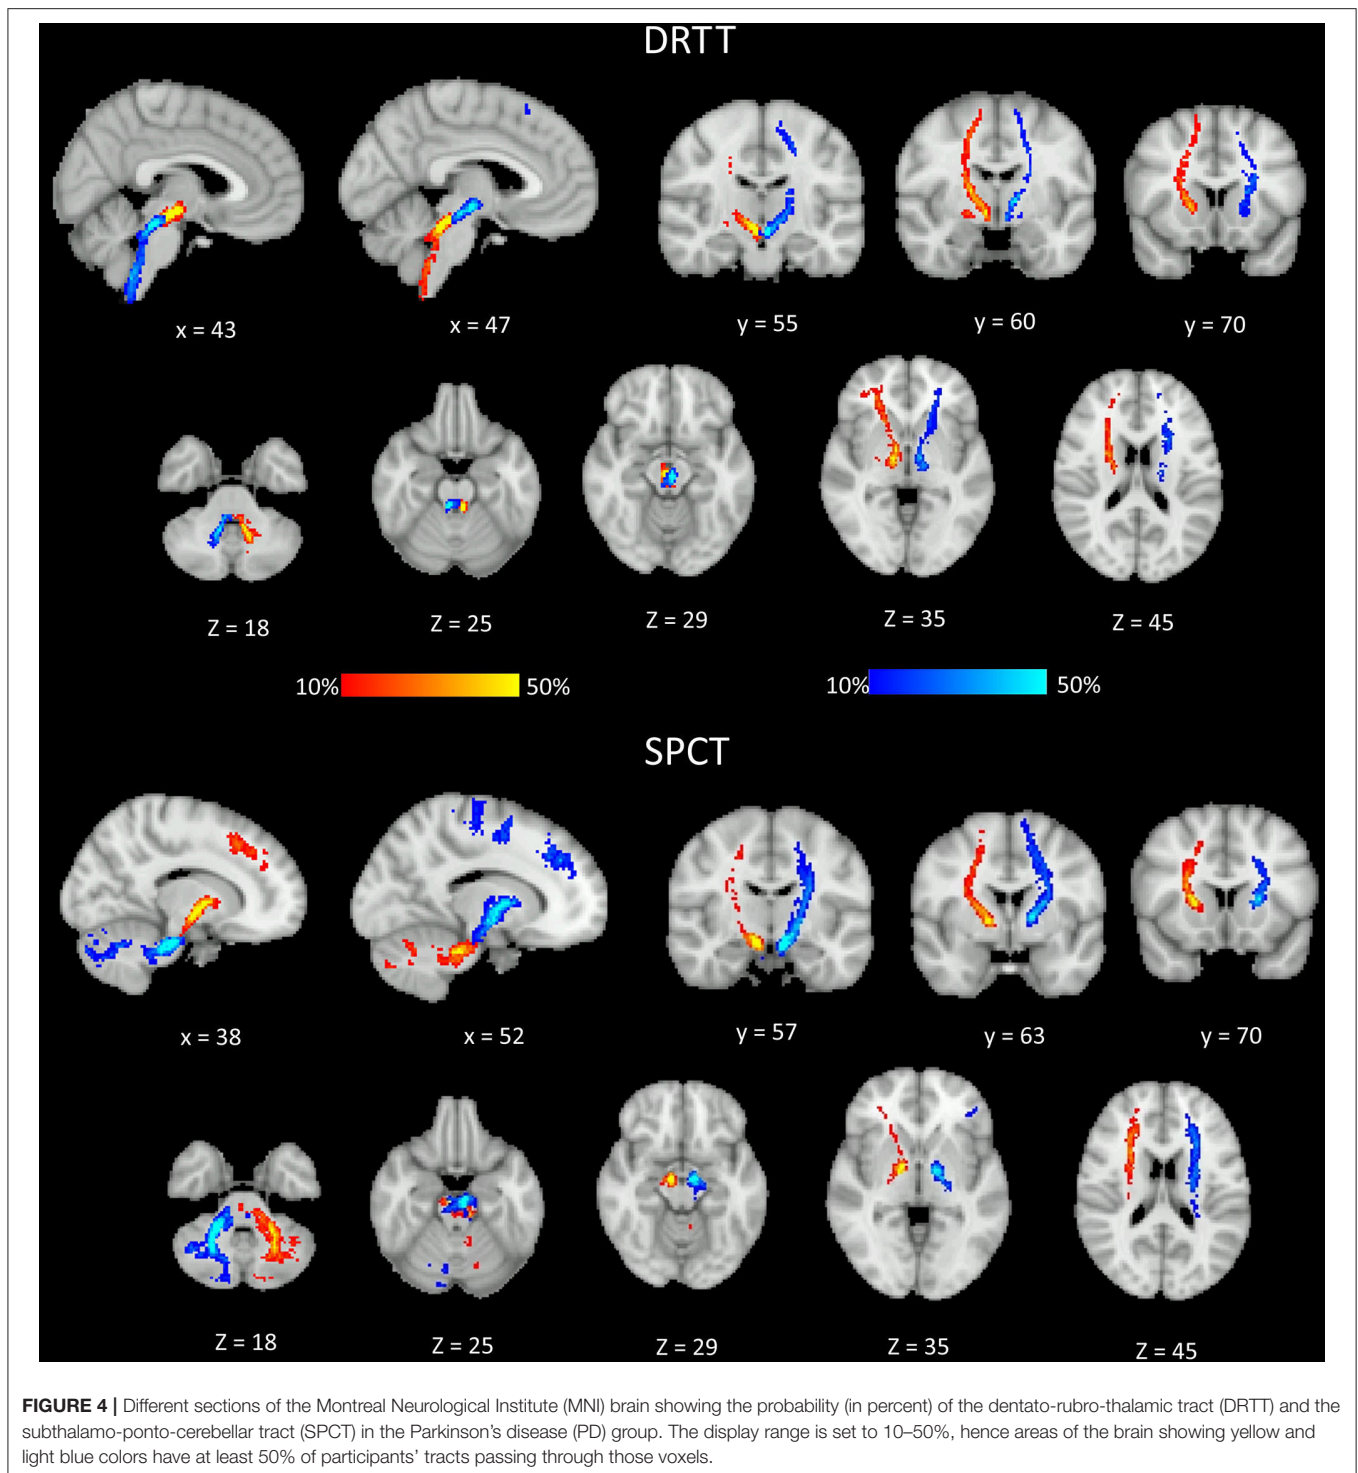 DRTT
x = 43
x = 47
y = 55
y = 60
y = 70
Z = 18
Z = 25
Z = 29
Z = 35
Z = 45
10% 50%
10% 50%
SPCT
x = 38
x = 52
y = 57
y = 63
y = 70
Z = 18
Z = 25
Z = 29
Z = 35
Z = 45
FIGURE 4 | Different sections of the Montreal Neurological Institute (MNI) brain showing the probability (in percent) of the dentato-rubro-thalamic tract (DRTT) and the
subthalamo-ponto-cerebellar tract (SPCT) in the Parkinson's disease (PD) group. The display range is set to 10–50%, hence areas of the brain showing yellow and
light blue colors have at least 50% of participants' tracts passing through those voxels.